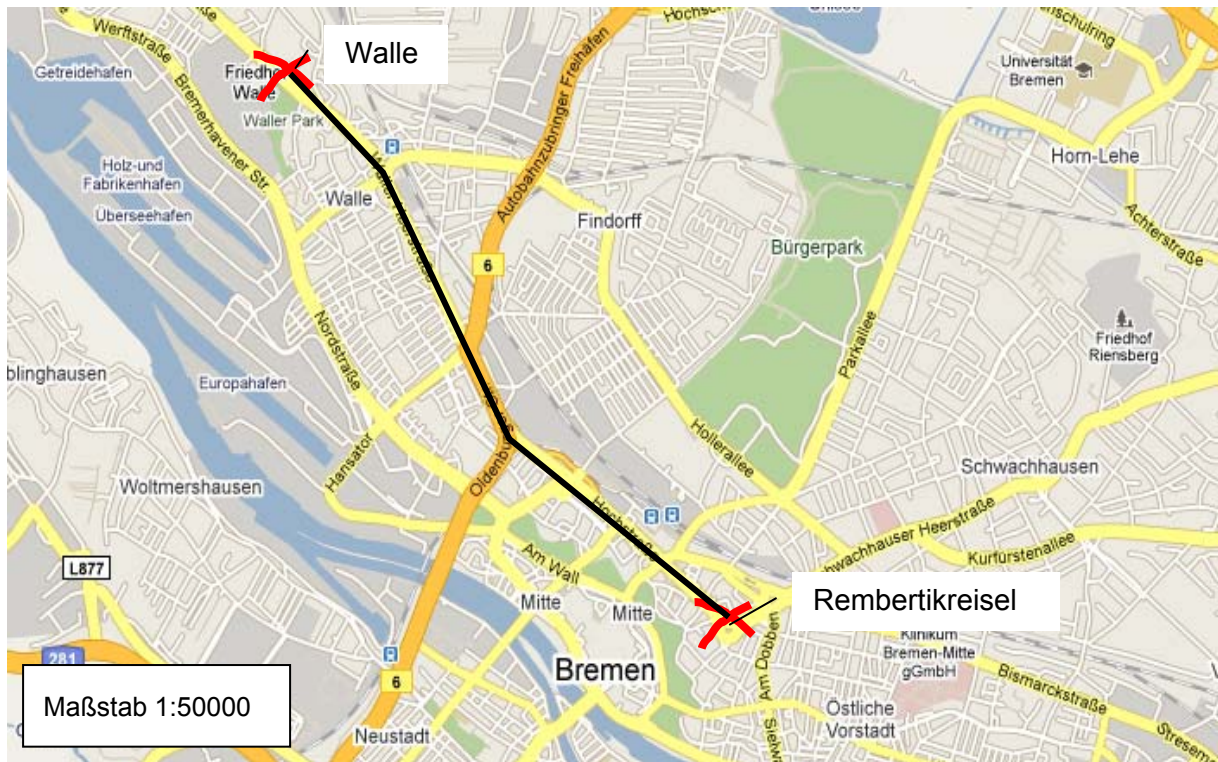 Hochschulring
Werftstraße
Walle
Getreidehafen
Bremerhavener Str.
Friedhof
Walle
Waller Park
Universität
Bremen
Autobahnzubringer Freihafen
Holz-und
Fabrikenhafen
Überseehafen
Walle
Findorff
Bürgerpark
Horn-Lehe
Achterstraße
6
Parkallee
Friedhof
Riensberg
Nordstraße
blinghausen
Europahafen
Hansator
Hollerallee
Woltmershausen
Schwachhausen
Hochstraße
Schwachhauser Heerstraße
Kurfürstenallee
Am Wall
L877
Mitte
Mitte
Rembertikreisel
Klinikum
Bremen-Mitte
gGmbH
Bremen
Am Dobben
Bismarckstraße
281
6
Maßstab 1:50000
Neustadt
Östliche
Vorstadt